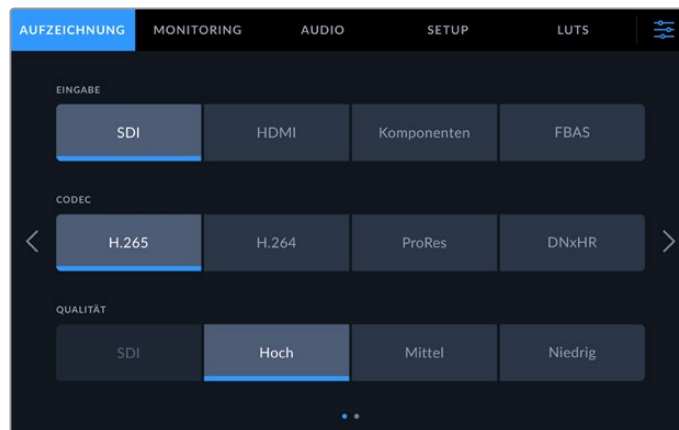 AUFZEICHNUNG MONITORING AUDIO SETUP LUTS
EINGABE
SDI HDMI Komponenten FBAS
CODEC
H.265 H.264 ProRes DNxHR
QUALITÄT
SDI Hoch Mittel Niedrig